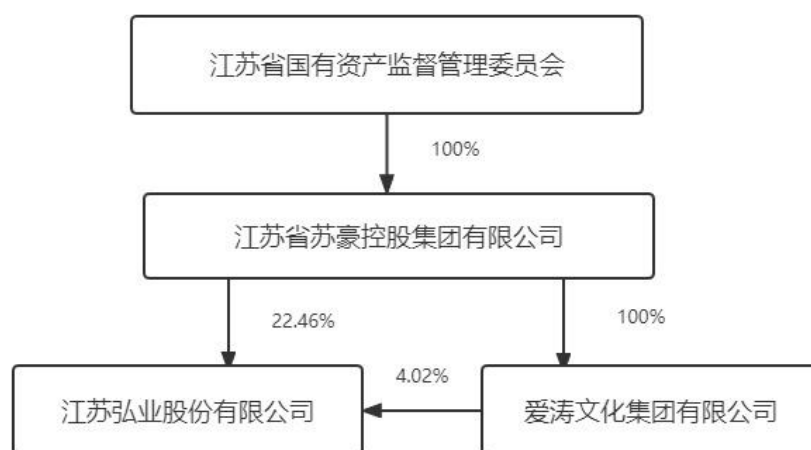 江苏省国有资产监督管理委员会
100%
江苏省苏豪控股集团有限公司
22.46%
100%
4.02%
江苏弘业股份有限公司
爱涛文化集团有限公司